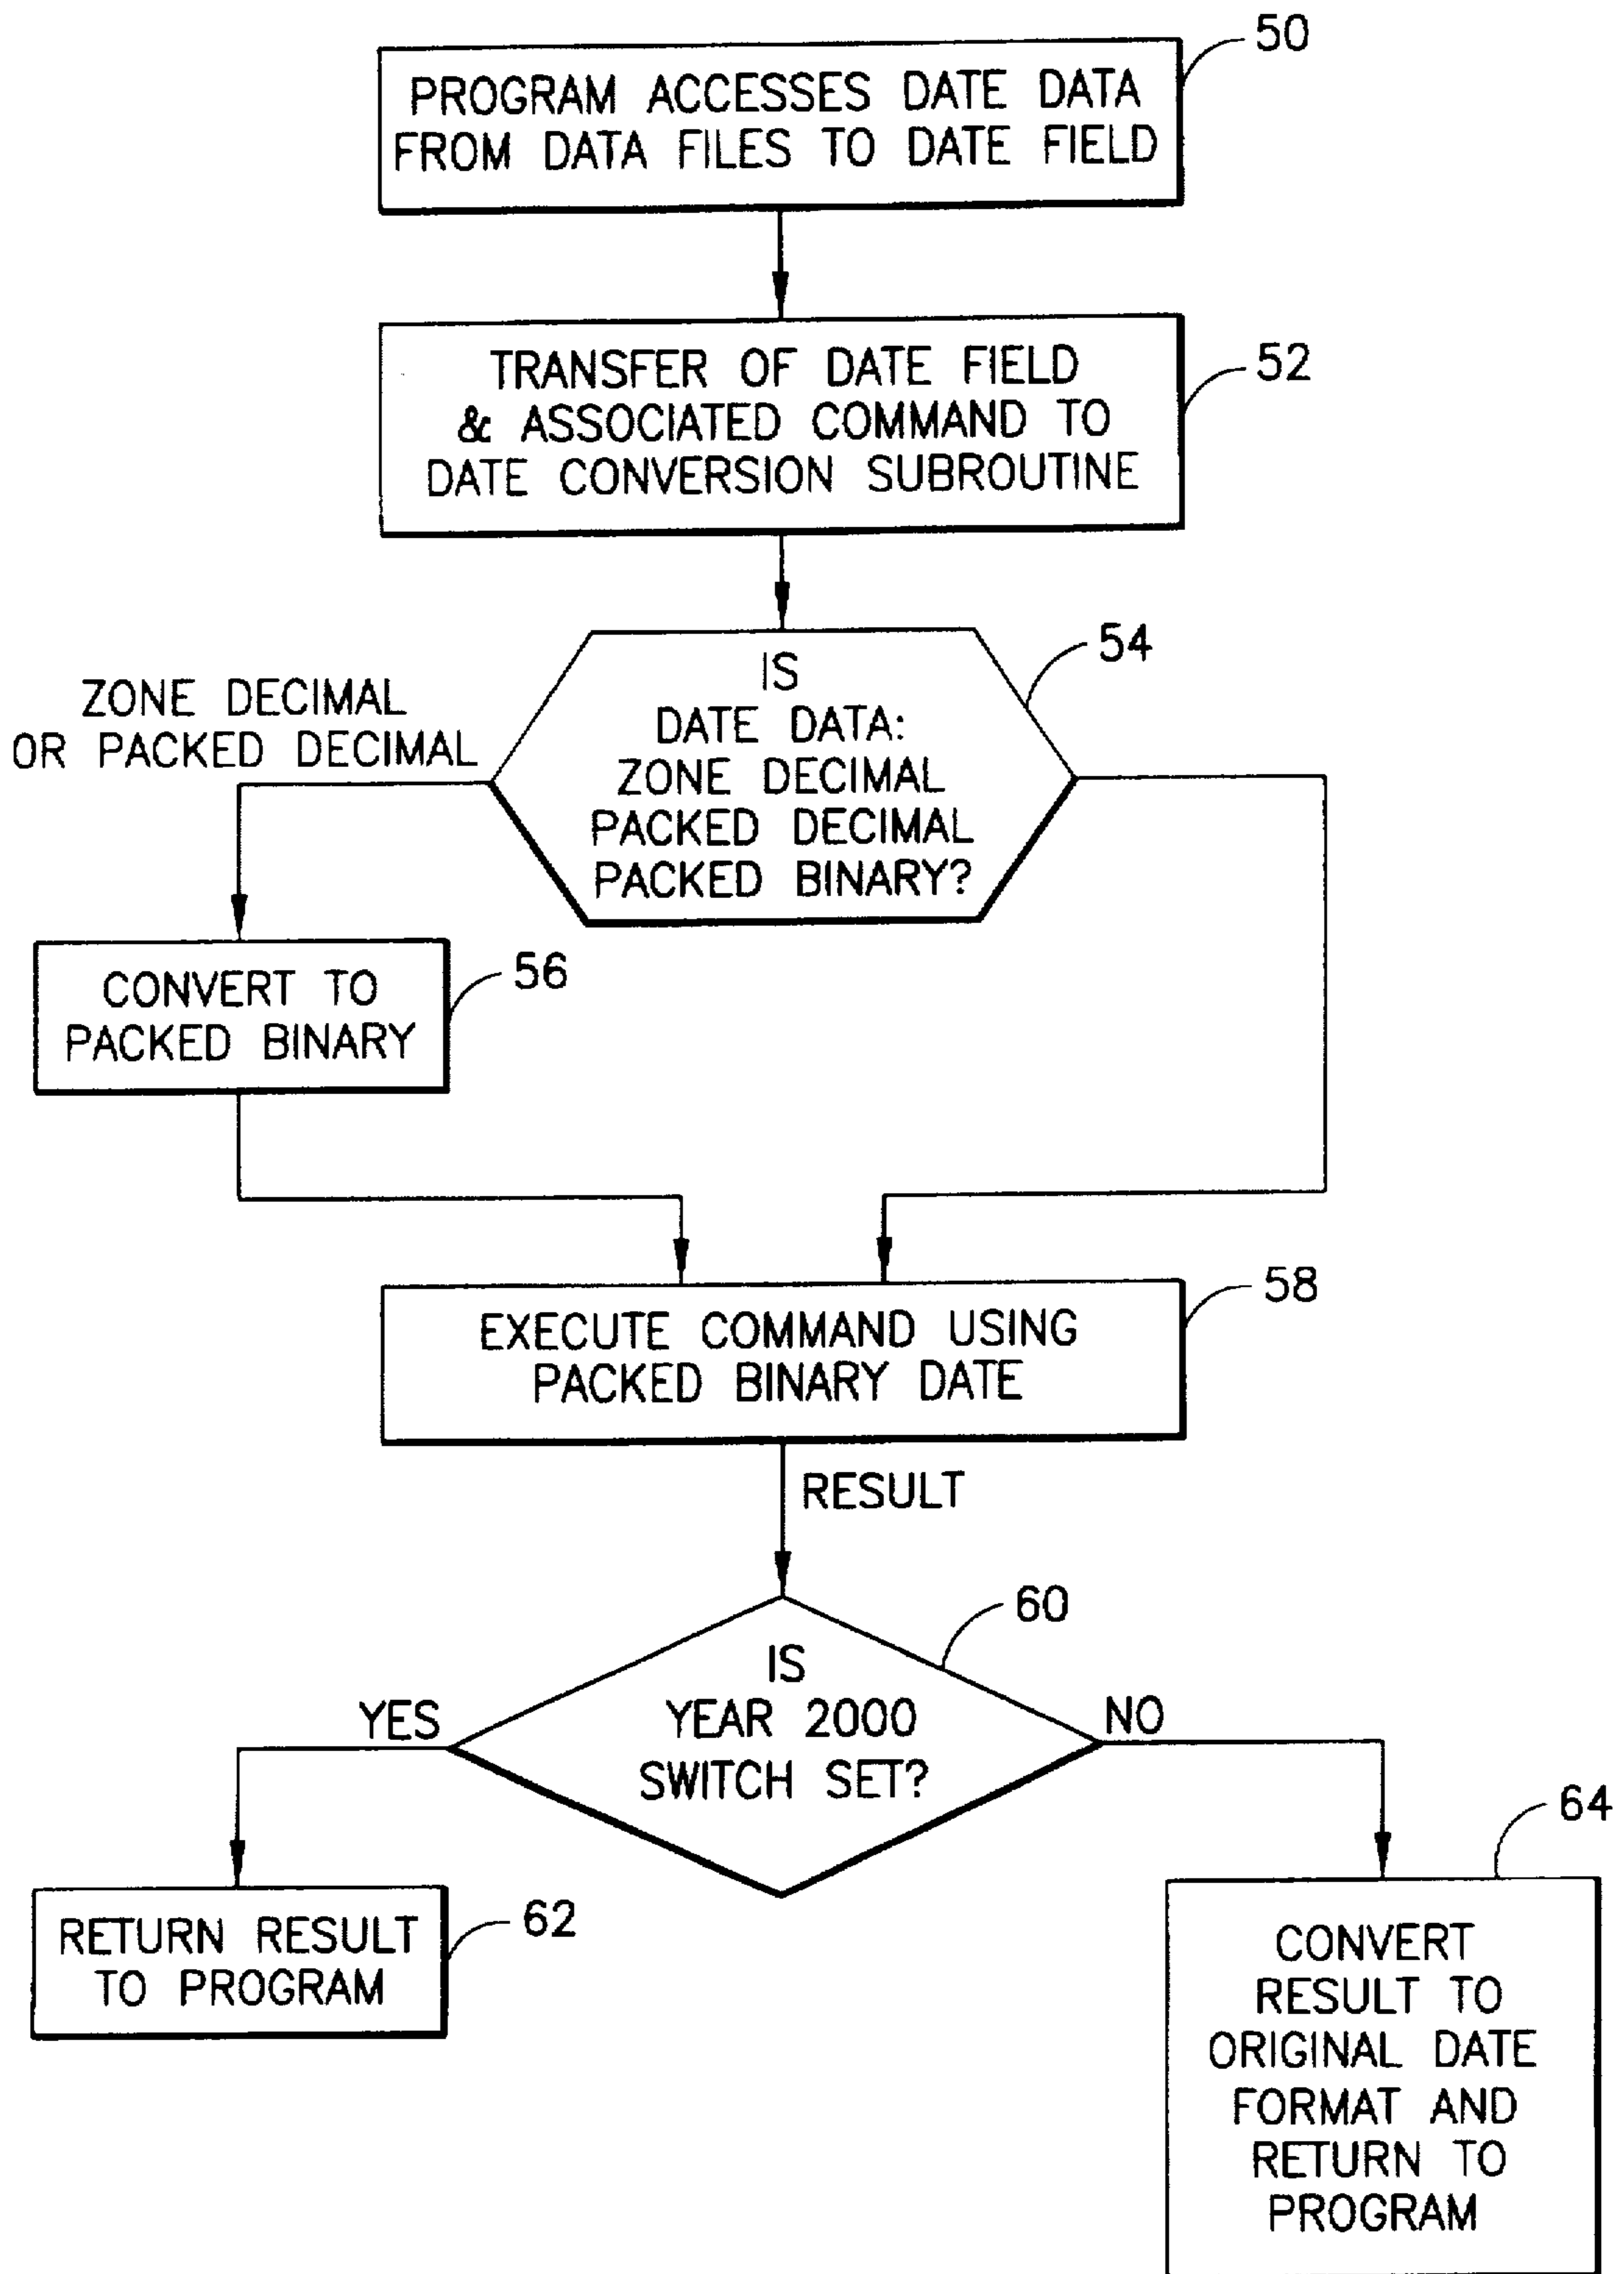 50
PROGRAM ACCESSES DATE DATA
FROM DATA FILES TO DATE FIELD
52
TRANSFER OF DATE FIELD
& ASSOCIATED COMMAND TO
DATE CONVERSION SUBROUTINE
54
IS
DATE DATA:
ZONE DECIMAL
PACKED DECIMAL
PACKED BINARY?
ZONE DECIMAL
OR PACKED DECIMAL
56
CONVERT TO
PACKED BINARY
58
EXECUTE COMMAND USING
PACKED BINARY DATE
RESULT
60
IS
YEAR 2000
SWITCH SET?
YES
NO
62
RETURN RESULT
TO PROGRAM
64
CONVERT
RESULT TO
ORIGINAL DATE
FORMAT AND
RETURN TO
PROGRAM